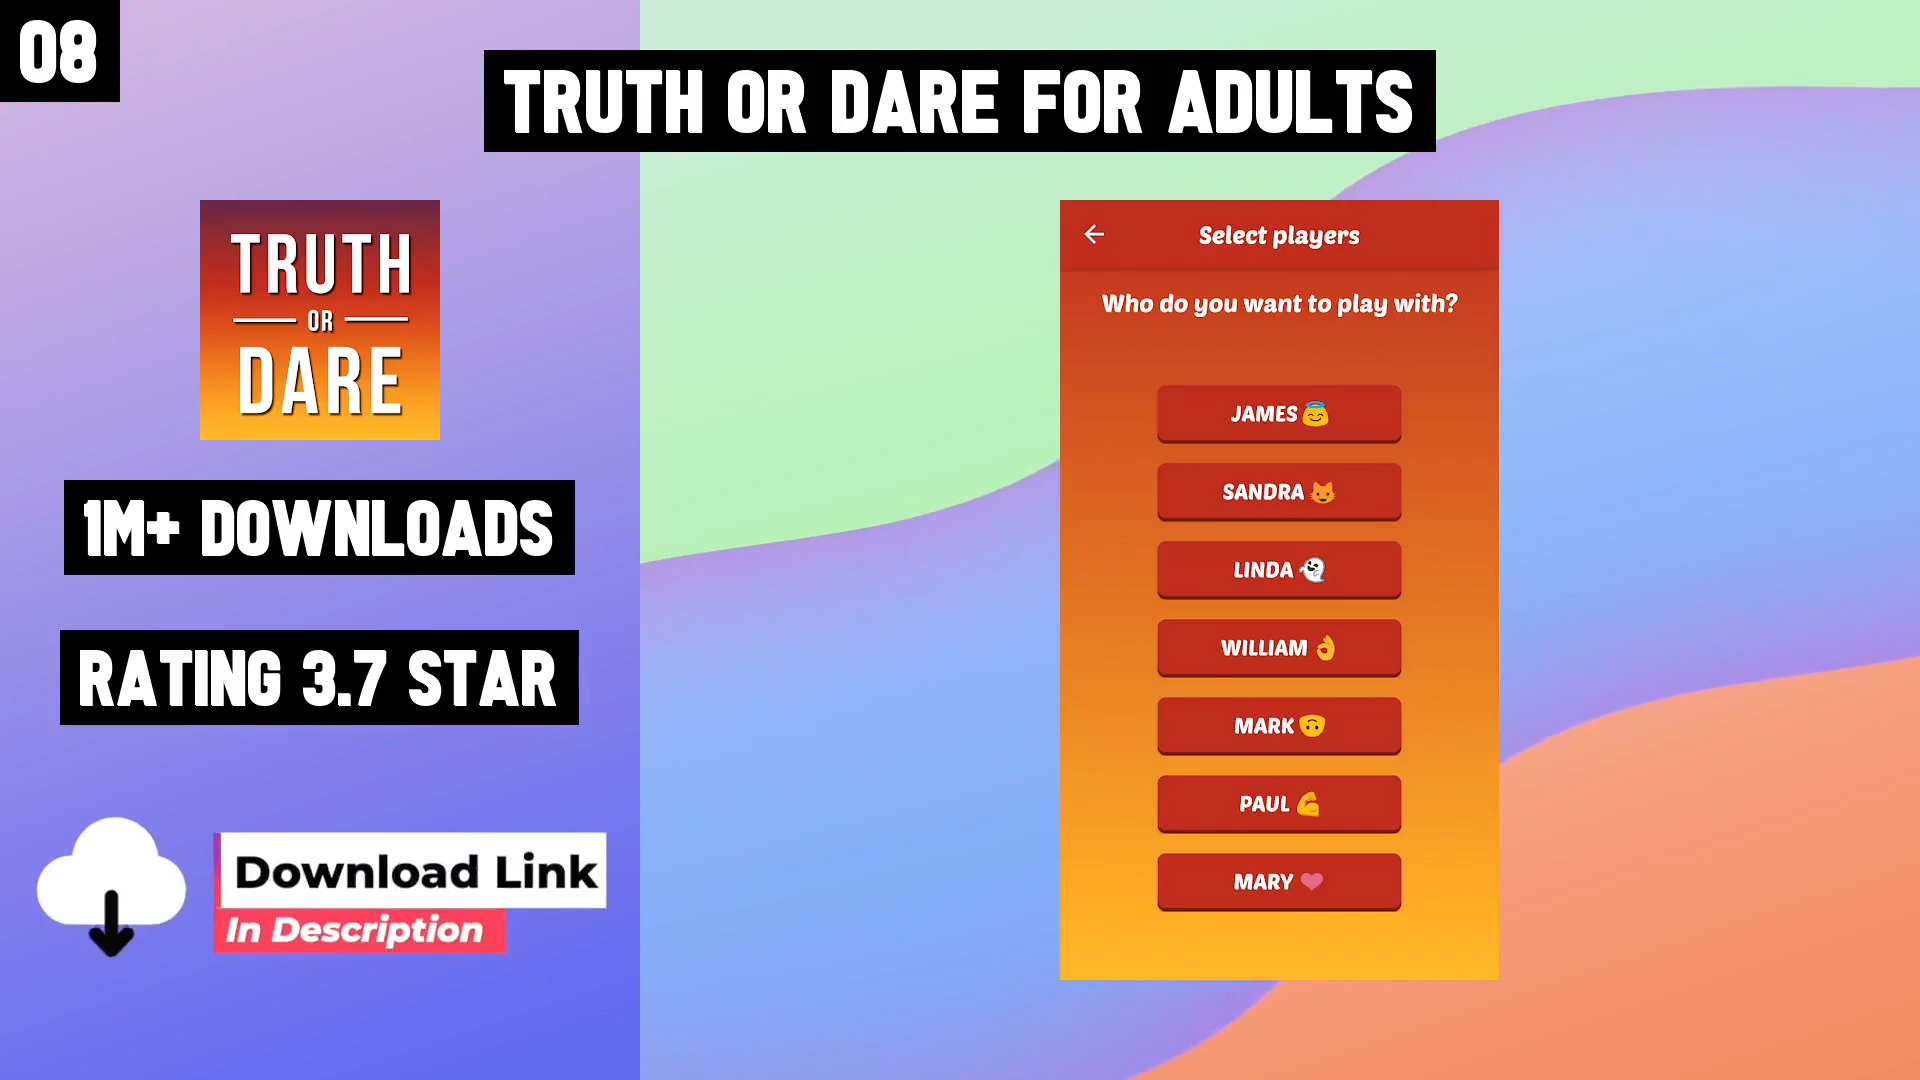 08
TRUTH OR DARE FOR ADULTS
TRUTH
OR
DARE
1M+ DOWNLOADS
RATING 3.7 STAR
Download Link
In Description
Select players
Who do you want to play with?
JAMES 😇
SANDRA 😺
LINDA 👻
WILLIAM 👌
MARK 🙃
PAUL 💪
MARY ❤